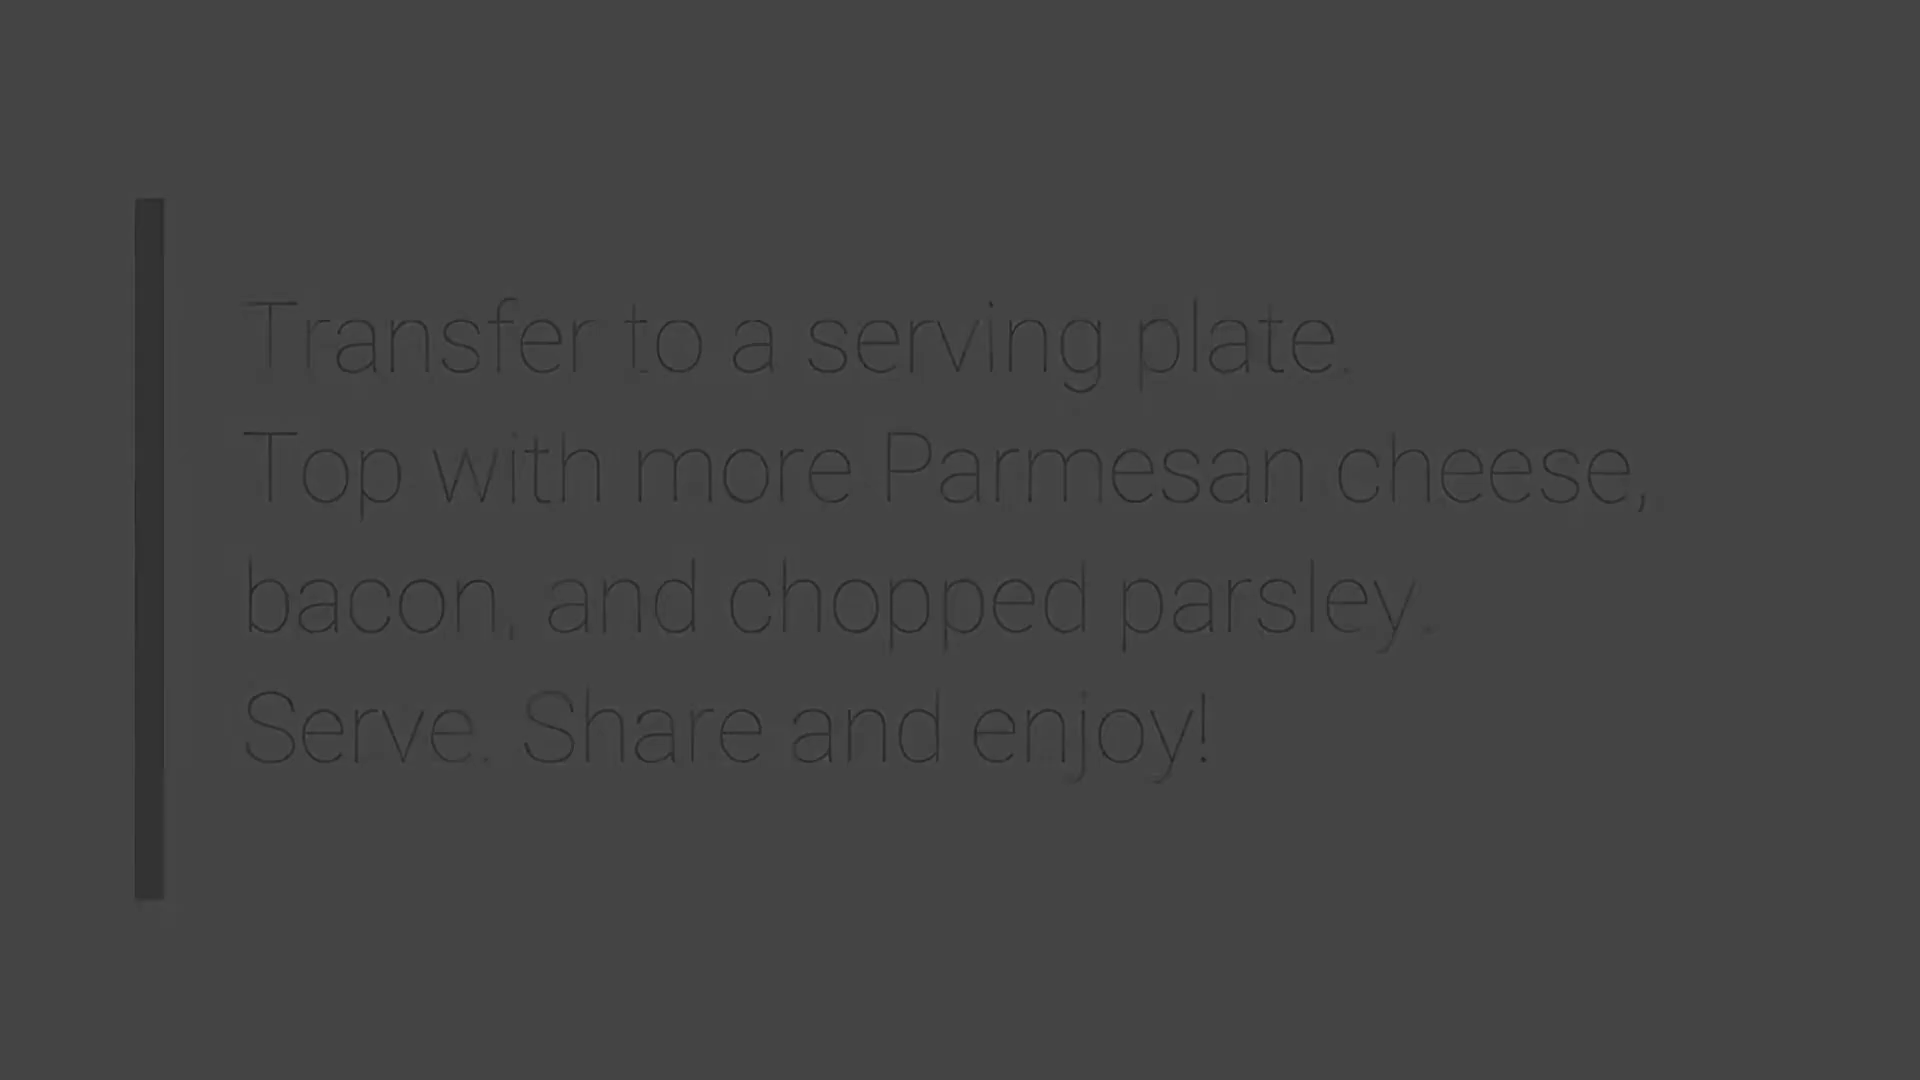 Transfer to a serving plate.
Top with more Parmesan cheese,
bacon, and chopped parsley.
Serve. Share and enjoy!